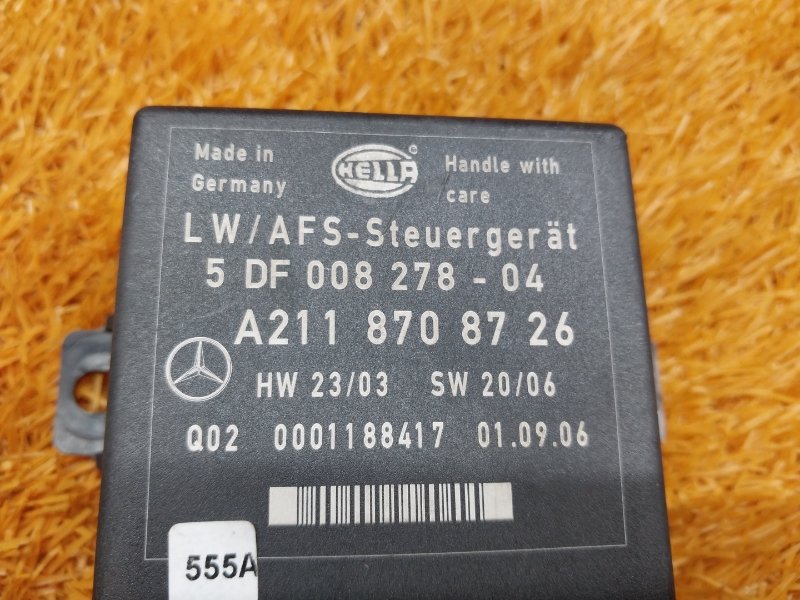 Made in
Germany
HELLA
®
Handle with
care
LW/AFS-Steuergerät
5 DF 008 278 - 04
A211 870 87 26
HW 23/03 SW 20/06
Q02 0001188417 01.09.06
555A